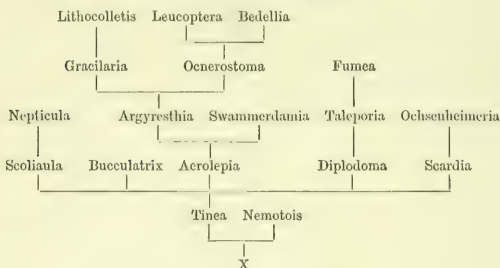 Lithocolletis Leucoptera Bedellia
Gracilaria Ocnerostoma Fumea
Nepticula Argyresthia Swammerdamia Taleporia Ochsenheimeria
Scoliaula Bucculatrix Acrolepia Diplodoma Scardia
Tinea Nemotois
X